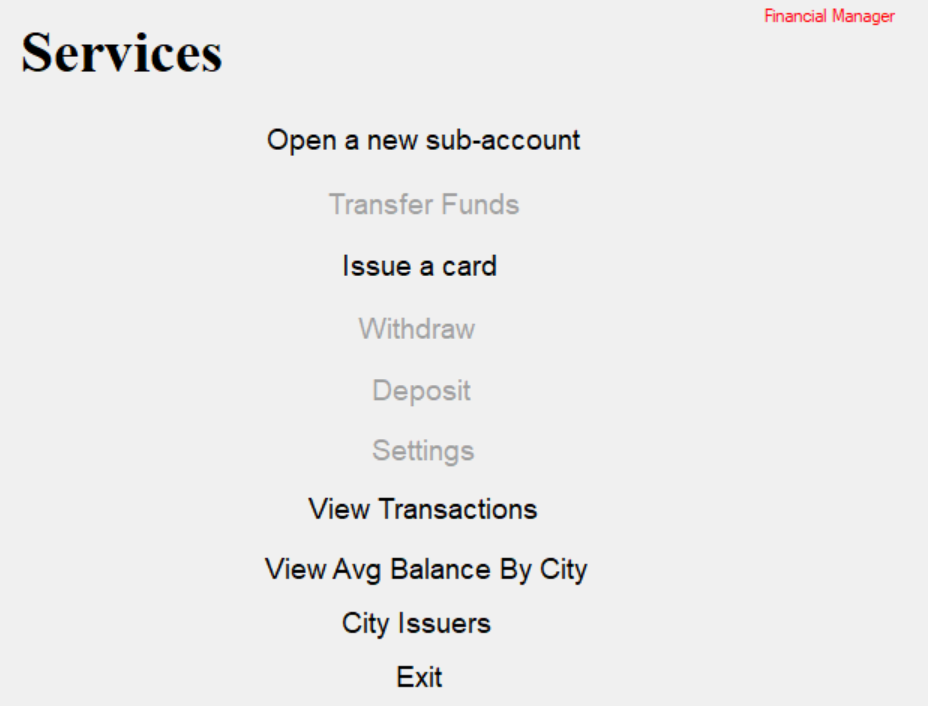 Financial Manager
Services
Open a new sub-account
Transfer Funds
Issue a card
Withdraw
Deposit
Settings
View Transactions
View Avg Balance By City
City Issuers
Exit